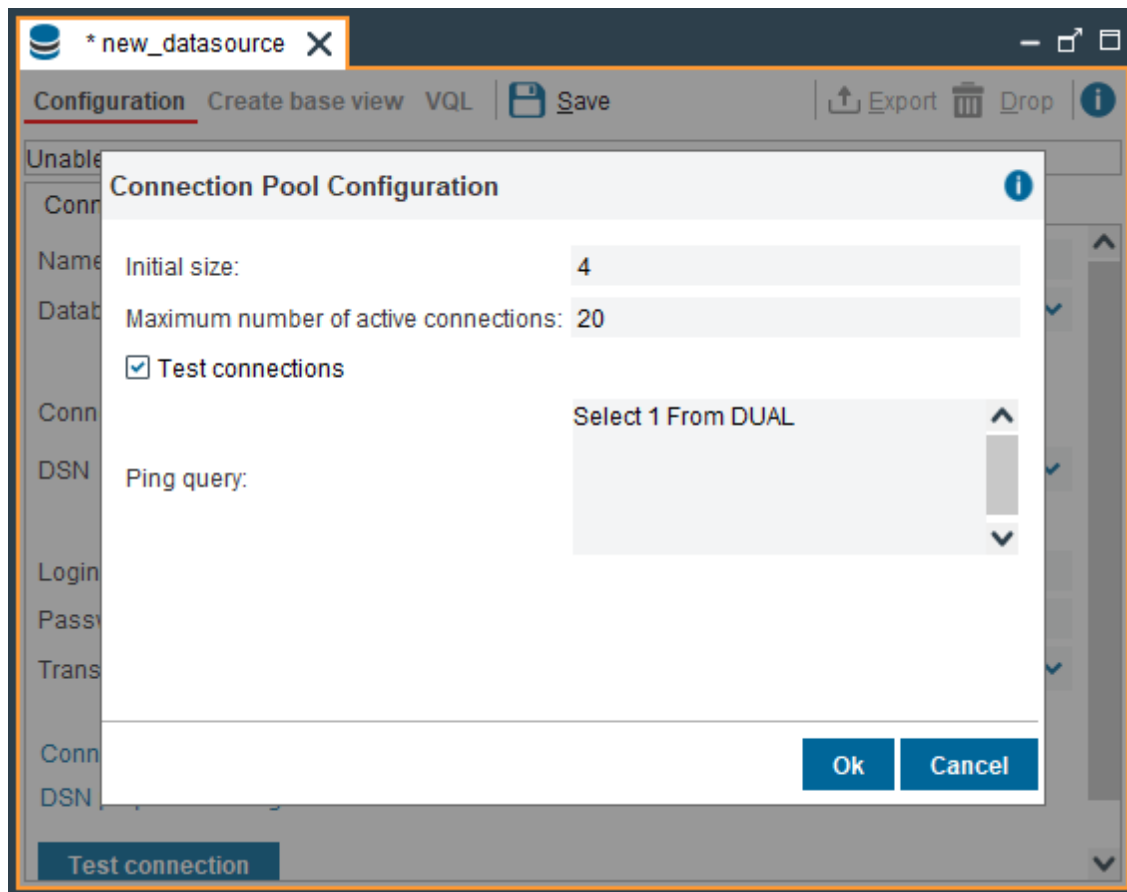 * new_datasource
Configuration Create base view VQL Save Export Drop
Unable
Connection Pool Configuration
Conn
Name
Initial size: 4
Datab
Maximum number of active connections: 20
Test connections
Conn
Select 1 From DUAL
DSN
Ping query:
Login
Passw
Trans
Conn
Ok Cancel
DSN
Test connection